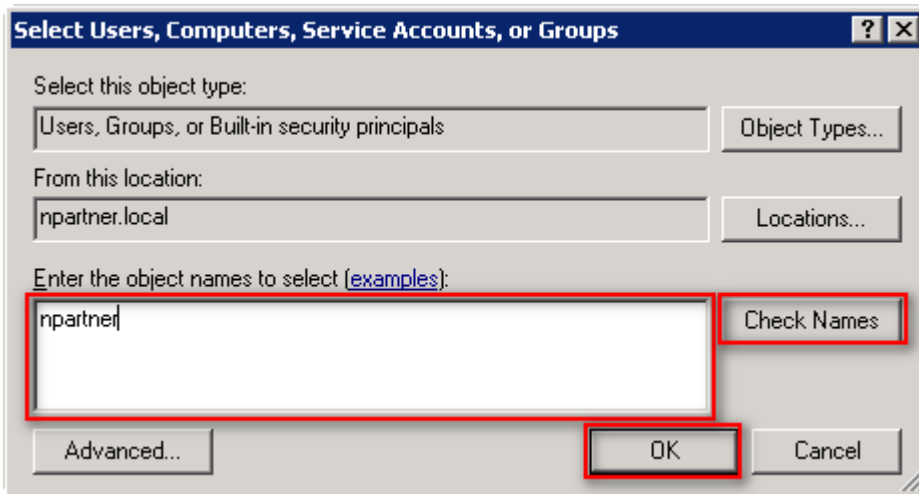 Select Users, Computers, Service Accounts, or Groups
Select this object type:
Users, Groups, or Built-in security principals
Object Types...
From this location:
npartner.local
Locations...
Enter the object names to select (examples):
npartner
Check Names
Advanced...
OK
Cancel